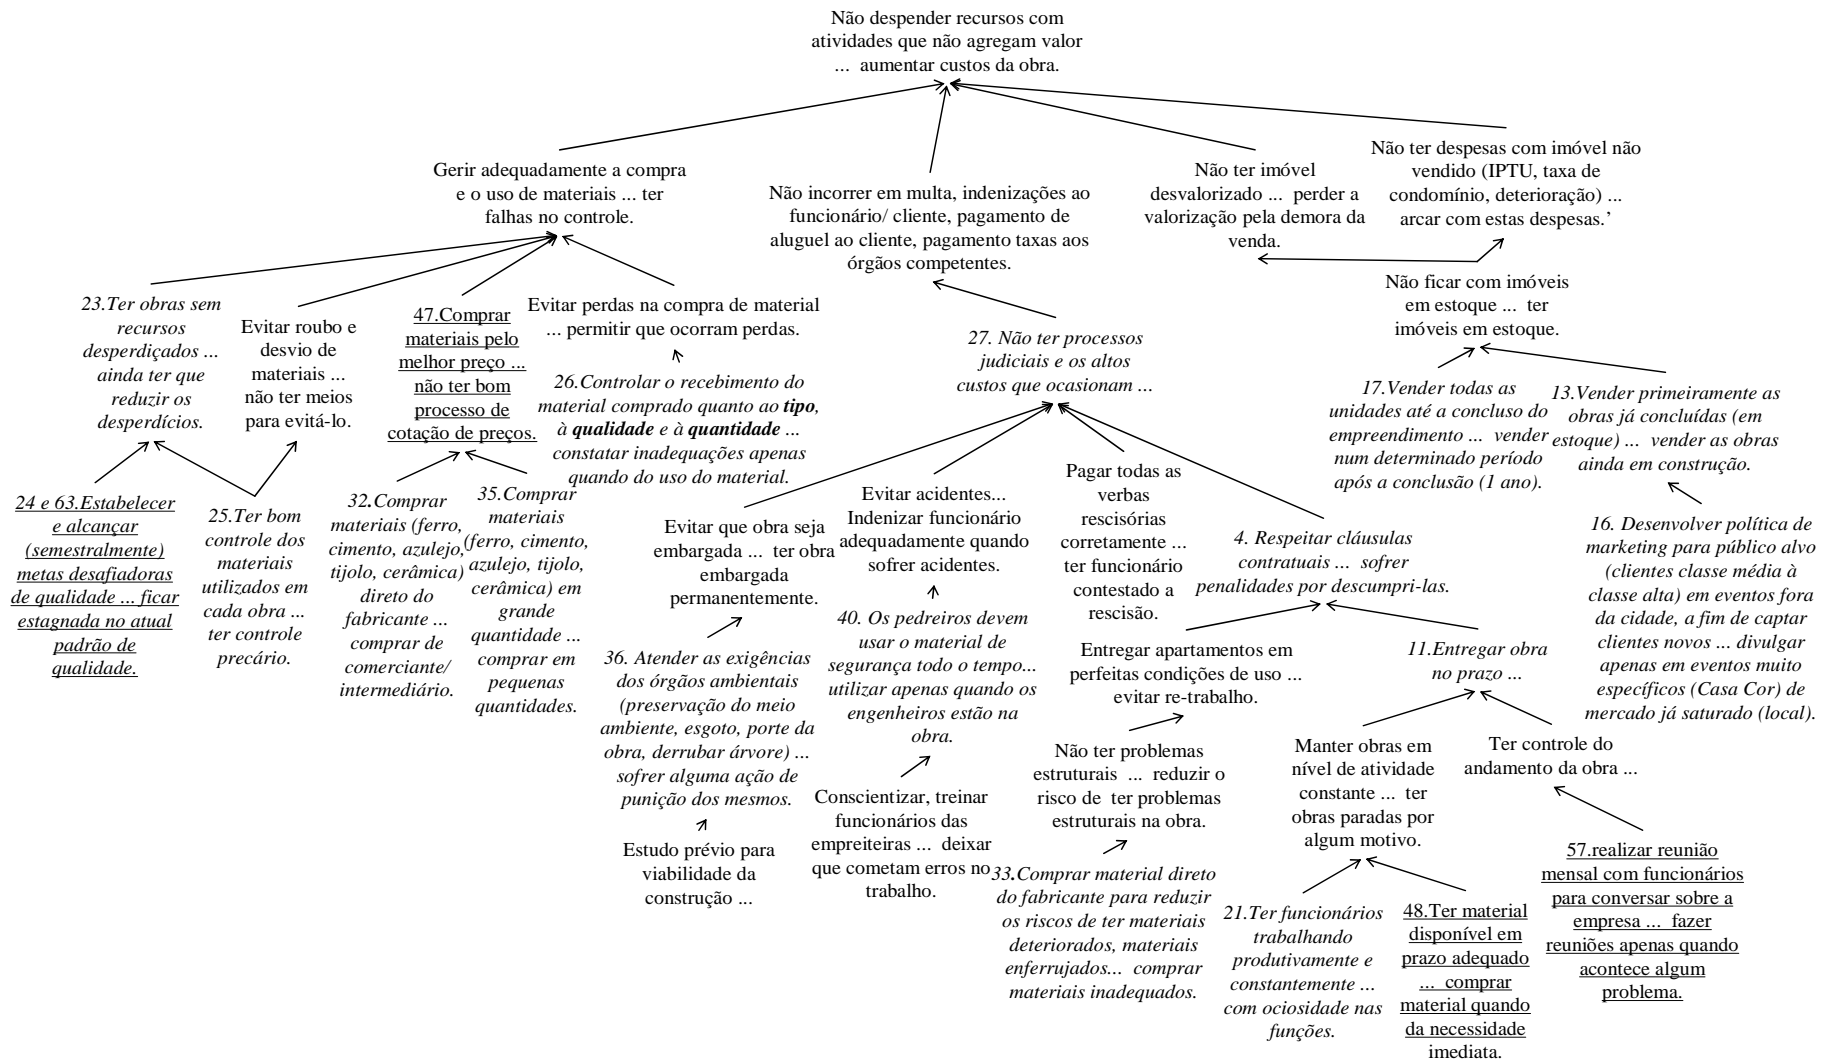 Não despender recursos com
atividades que não agregam valor
... aumentar custos da obra.
Gerir adequadamente a compra
e o uso de materiais ... ter
falhas no controle.
Não incorrer em multa, indenizações ao
funcionário/ cliente, pagamento de
aluguel ao cliente, pagamento taxas aos
órgãos competentes.
Não ter imóvel
desvalorizado ... perder a
valorização pela demora da
venda.
Não ter despesas com imóvel não
vendido (IPTU, taxa de
condomínio, deterioração) ...
arcar com estas despesas.’
23.Ter obras sem
recursos
desperdiçados ...
ainda ter que
reduzir os
desperdícios.
Evitar roubo e
desvio de
materiais ...
não ter meios
para evitá-lo.
47.Comprar
materiais pelo
melhor preço ...
não ter bom
processo de
cotação de preços.
Evitar perdas na compra de material
... permitir que ocorram perdas.
26.Controlar o recebimento do
material comprado quanto ao tipo,
à qualidade e à quantidade ...
constatar inadequações apenas
quando do uso do material.
27. Não ter processos
judiciais e os altos
custos que ocasionam ...
Não ficar com imóveis
em estoque ... ter
imóveis em estoque.
17.Vender todas as
unidades até a concluso do
empreendimento ... vender
num determinado período
após a conclusão (1 ano).
13.Vender primeiramente as
obras já concluídas (em
estoque) ... vender as obras
ainda em construção.
24 e 63.Estabelecer
e alcançar
(semestralmente)
metas desafiadoras
de qualidade ... ficar
estagnada no atual
padrão de
qualidade.
25.Ter bom
controle dos
materiais
utilizados em
cada obra ...
ter controle
precário.
32.Comprar
materiais (ferro,
cimento, azulejo,
tijolo, cerâmica)
direto do
fabricante ...
comprar de
comerciante/
intermediário.
35.Comprar
materiais
(ferro, cimento,
azulejo, tijolo,
cerâmica) em
grande
quantidade ...
comprar em
pequenas
quantidades.
Evitar que obra seja
embargada ... ter obra
embargada
permanentemente.
Evitar acidentes...
Indenizar funcionário
adequadamente quando
sofrer acidentes.
Pagar todas as
verbas
rescisórias
corretamente ...
ter funcionário
contestado a
rescisão.
4. Respeitar cláusulas
contratuais ... sofrer
penalidades por descumpri-las.
16. Desenvolver política de
marketing para público alvo
(clientes classe média à
classe alta) em eventos fora
da cidade, a fim de captar
clientes novos ... divulgar
apenas em eventos muito
específicos (Casa Cor) de
mercado já saturado (local).
36. Atender as exigências
dos órgãos ambientais
(preservação do meio
ambiente, esgoto, porte da
obra, derrubar árvore) ...
sofrer alguma ação de
punição dos mesmos.
40. Os pedreiros devem
usar o material de
segurança todo o tempo...
utilizar apenas quando os
engenheiros estão na
obra.
Entregar apartamentos em
perfeitas condições de uso ...
evitar re-trabalho.
11.Entregar obra
no prazo ...
Estudo prévio para
viabilidade da
construção ...
Conscientizar, treinar
funcionários das
empreiteiras ... deixar
que cometam erros no
trabalho.
Não ter problemas
estruturais ... reduzir o
risco de ter problemas
estruturais na obra.
33.Comprar material direto
do fabricante para reduzir
os riscos de ter materiais
deteriorados, materiais
enferrujados... comprar
materiais inadequados.
Manter obras em
nível de atividade
constante ... ter
obras paradas por
algum motivo.
Ter controle do
andamento da obra ...
21.Ter funcionários
trabalhando
produtivamente e
constantemente ...
com ociosidade nas
funções.
48.Ter material
disponível em
prazo adequado
... comprar
material quando
da necessidade
imediata.
57.realizar reunião
mensal com funcionários
para conversar sobre a
empresa ... fazer
reuniões apenas quando
acontece algum
problema.